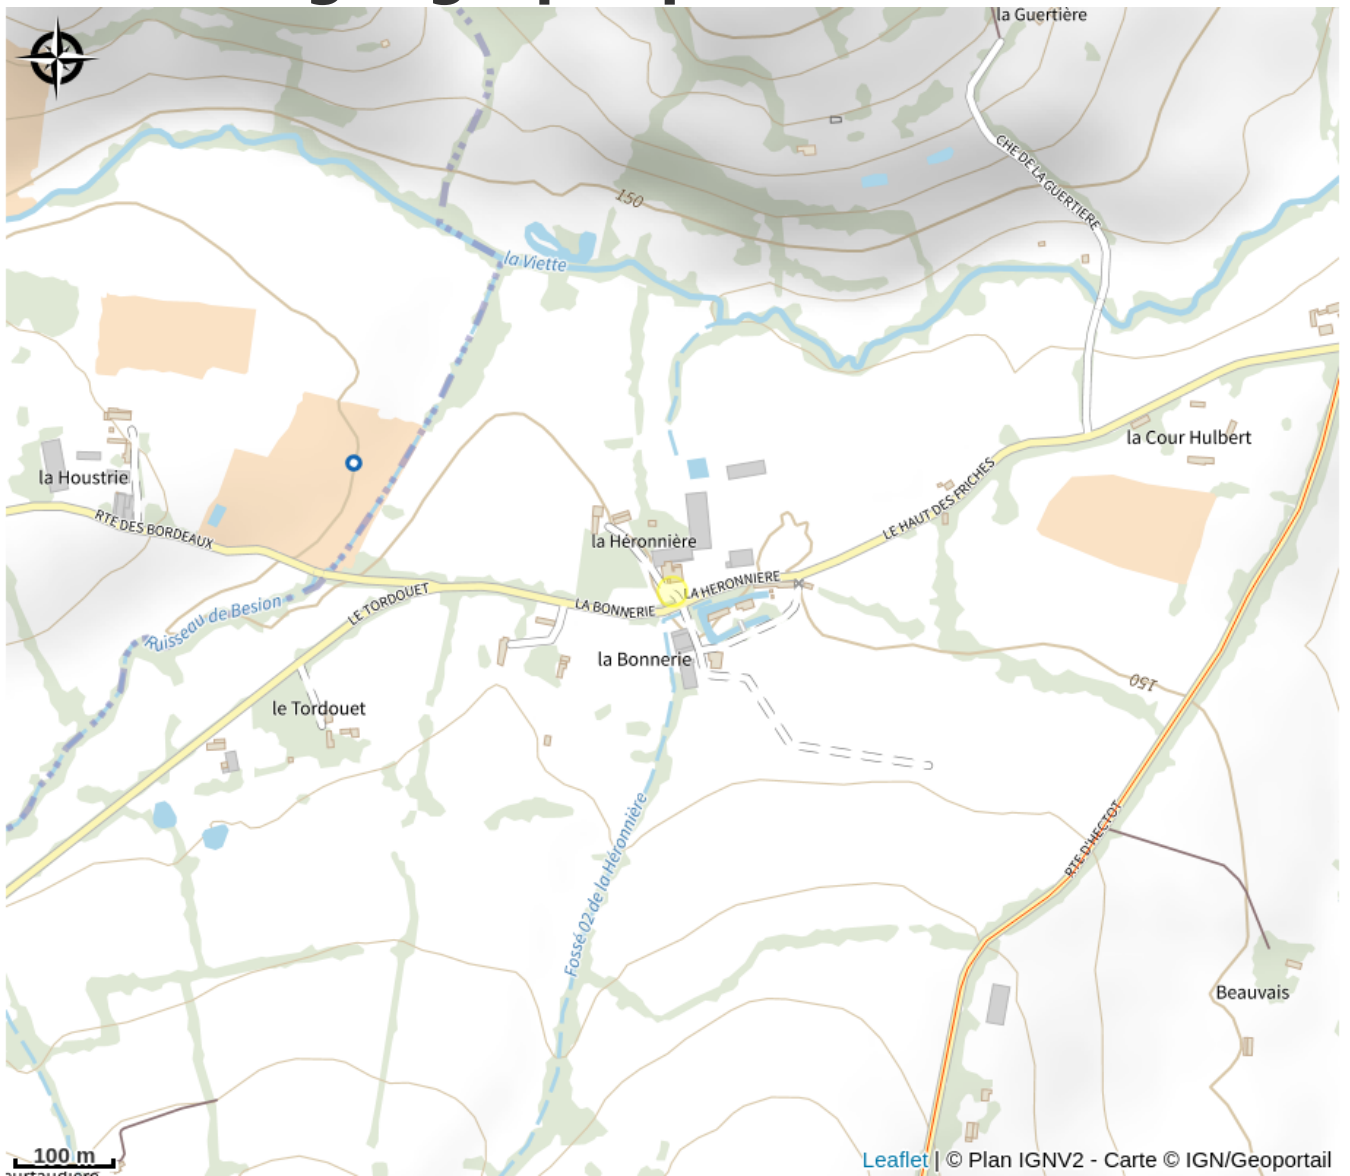 la Guertière
CHE DE LA GUERTIERE
150
la Viette
la Cour Hulbert
la Houstrie
RTE DES BORDEAUX
LE HAUT DES FRICHES
la Héronnière
LA HERONNIERE
LE TORDOUET
LA BONNERIE
Ruisseau de Besion
la Bonnerie
150
le Tordouet
RTE D'HECTOT
Fossé 02 de la Héronnière
Beauvais
100 m
Leaflet | © Plan IGNV2 - Carte © IGN/Geoportail